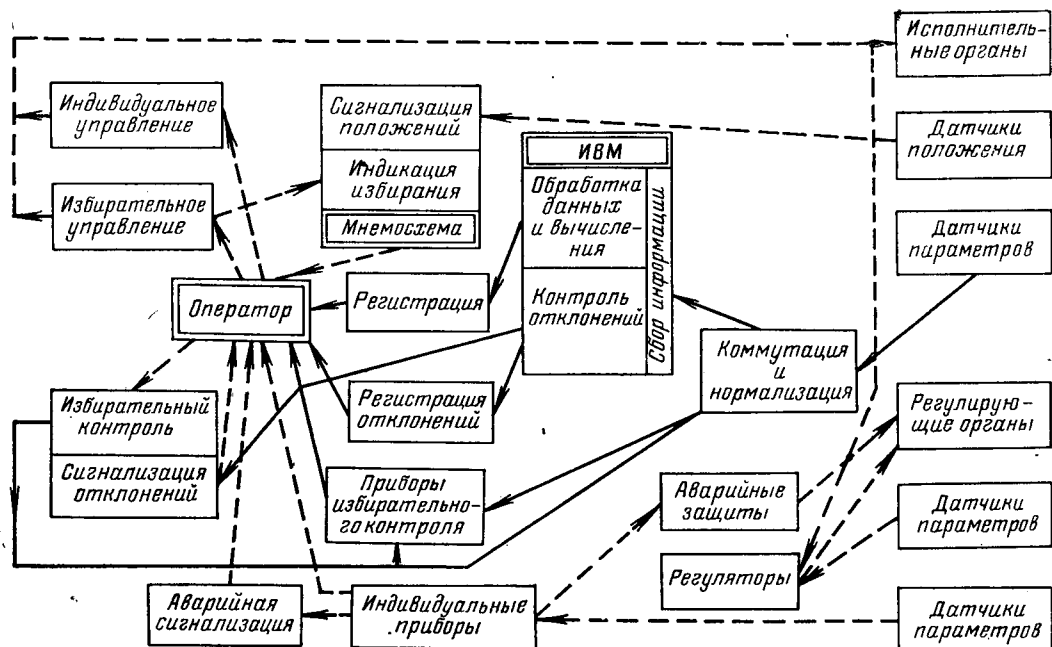 Исполнитель-
ные органы
Индивидуальное
управление
Сигнализация
положений
Датчики
положения
ИВМ
Индикация
избирания
Обработка
данных
и вычисления
Сбор информации
Избирательное
управление
Мнемосхема
Датчики
параметров
Оператор
Регистрация
Контроль
отклонений
Коммутация
и
нормализация
Избирательный
контроль
Регистрация
отклонений
Регулирую-
щие органы
Сигнализация
отклонений
Приборы
избирательно-
го контроля
Аварийные
защиты
Датчики
параметров
Регуляторы
Аварийная
сигнализация
Индивидуальные
приборы
Датчики
параметров